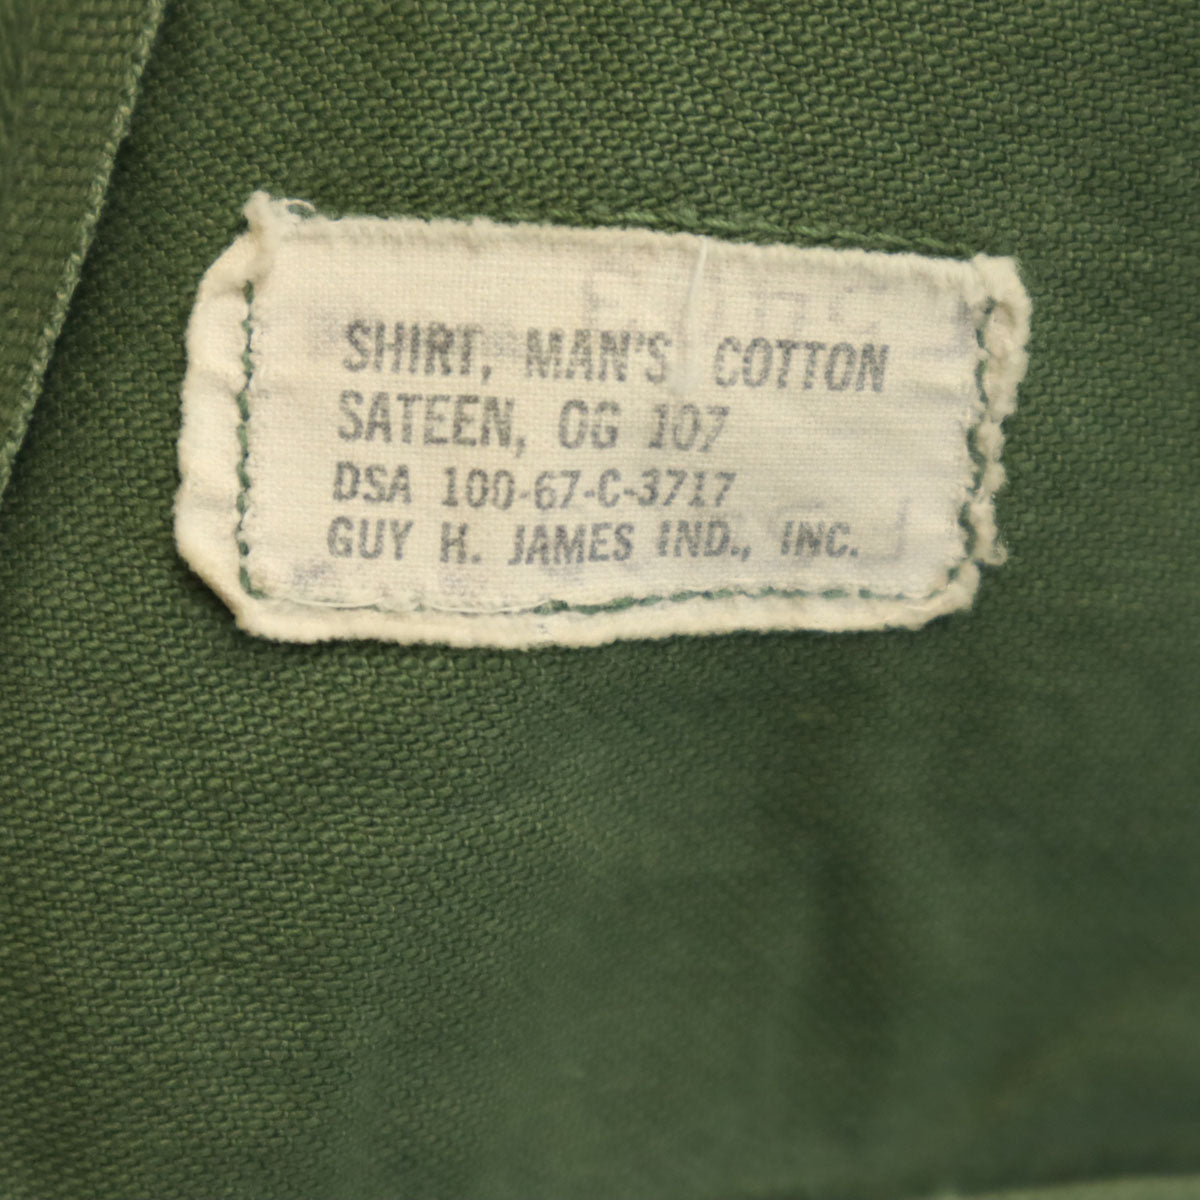 SHIRT, MAN'S COTTON
SATEEN, OG 107
DSA 100-67-C-3717
GUY H. JAMES IND., INC.